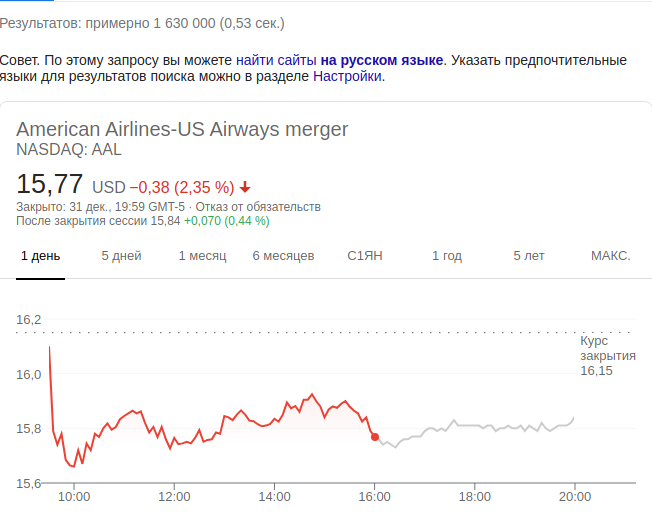 Результатов: примерно 1 630 000 (0,53 сек.)
Совет. По этому запросу вы можете найти сайты на русском языке. Указать предпочтительные
языки для результатов поиска можно в разделе Настройки.
American Airlines-US Airways merger
NASDAQ: AAL
15,77 USD −0,38 (2,35 %)
Закрыто: 31 дек., 19:59 GMT-5 · Отказ от обязательств
После закрытия сессии 15,84 +0,070 (0,44 %)
1 день 5 дней 1 месяц 6 месяцев С1ЯН 1 год 5 лет МАКС.
16,2
Курс
закрытия
16,15
16,0
15,8
15,6
10:00 12:00 14:00 16:00 18:00 20:00